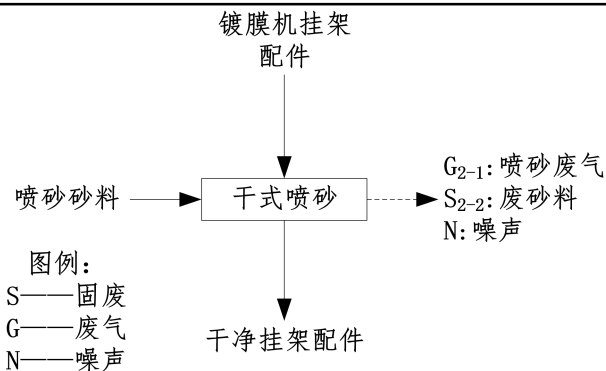 镀膜机挂架
配件
喷砂砂料
干式喷砂
G2-1:喷砂废气
S2-2:废砂料
N:噪声
图例：
S——固废
G——废气
N——噪声
干净挂架配件